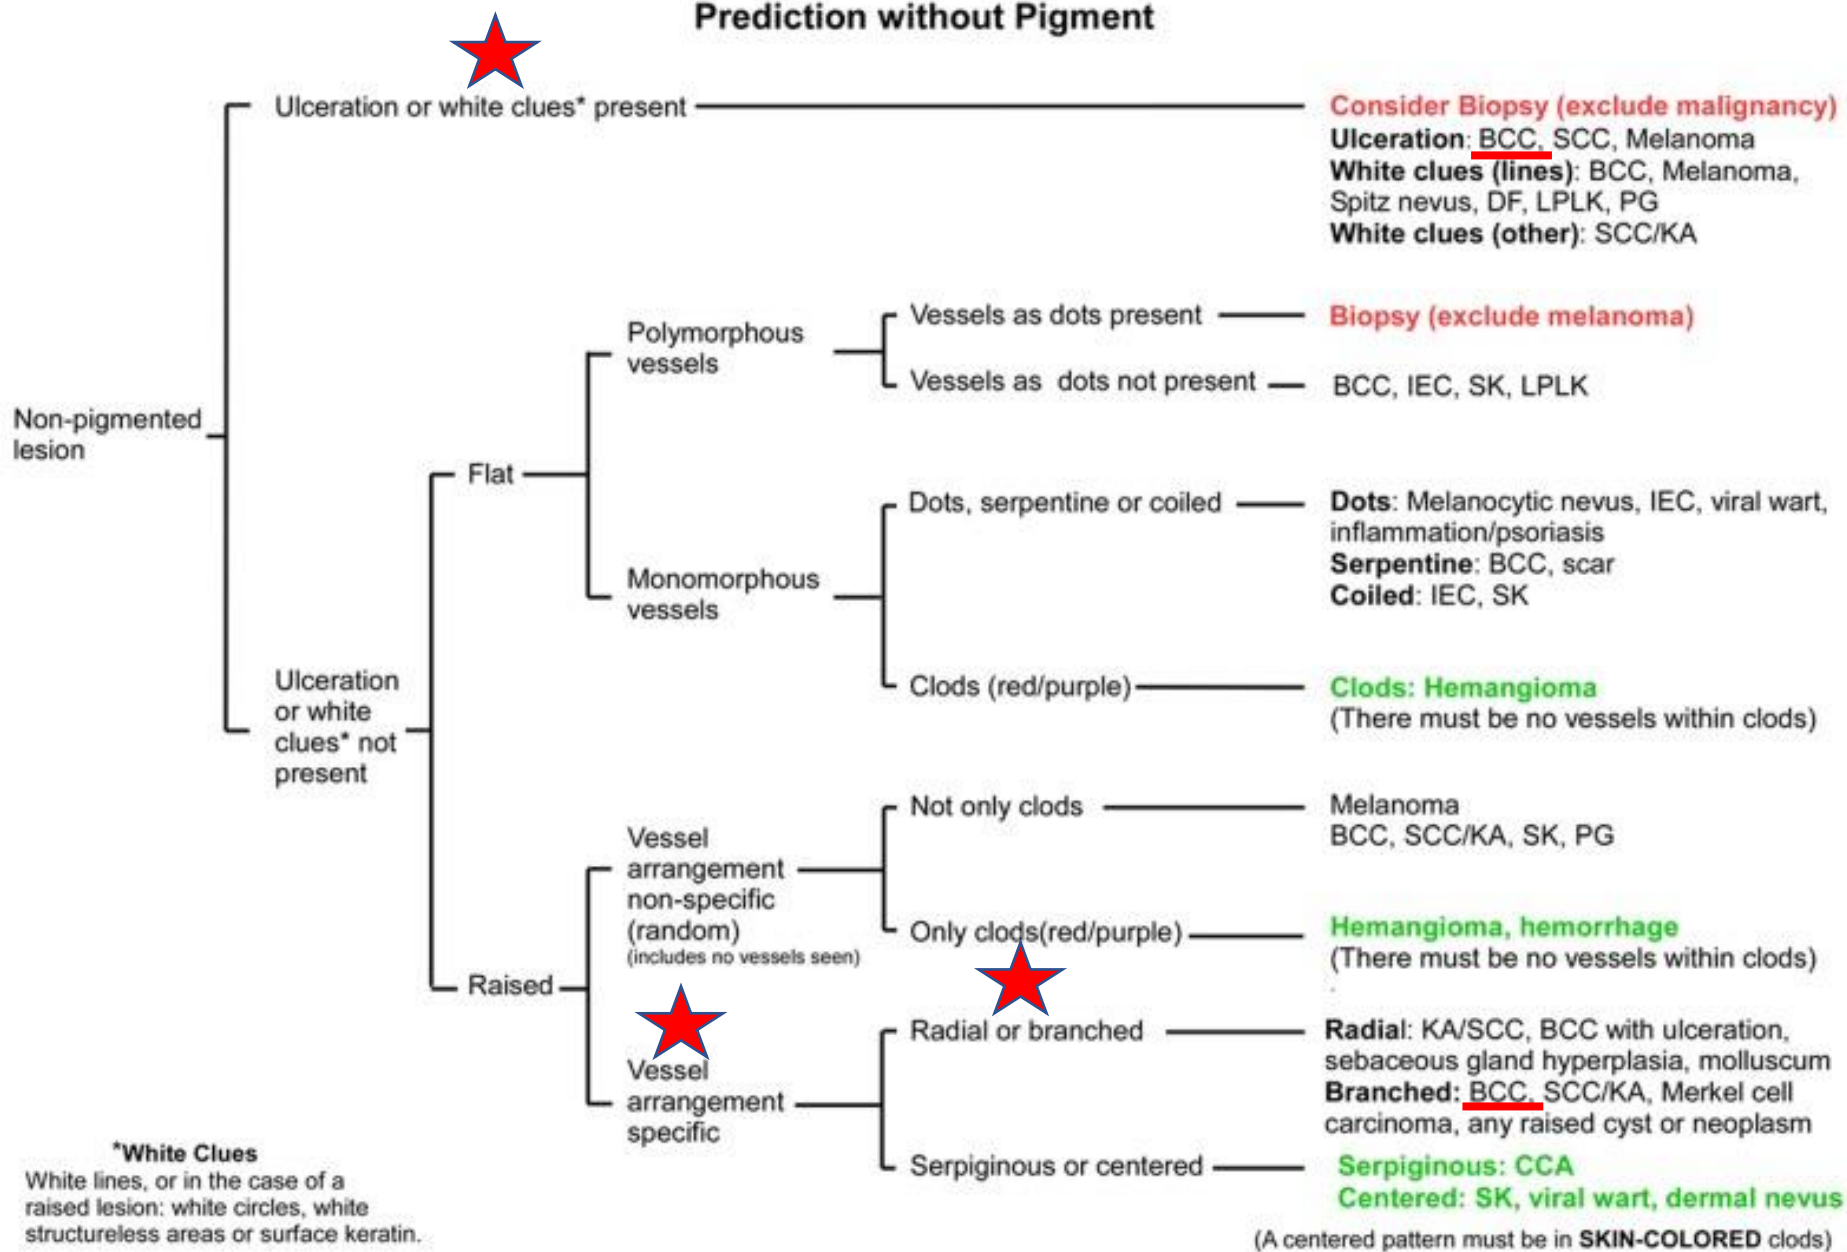 Prediction without Pigment
Ulceration or white clues* present
Consider Biopsy (exclude malignancy)
Ulceration: BCC, SCC, Melanoma
White clues (lines): BCC, Melanoma,
Spitz nevus, DF, LPLK, PG
White clues (other): SCC/KA
Non-pigmented
lesion
Ulceration
or white
clues* not
present
Flat
Polymorphous
vessels
Vessels as dots present
Biopsy (exclude melanoma)
Vessels as dots not present
BCC, IEC, SK, LPLK
Monomorphous
vessels
Dots, serpentine or coiled
Dots: Melanocytic nevus, IEC, viral wart,
inflammation/psoriasis
Serpentine: BCC, scar
Coiled: IEC, SK
Clods (red/purple)
Clods: Hemangioma
(There must be no vessels within clods)
Raised
Vessel
arrangement
non-specific
(random)
(includes no vessels seen)
Not only clods
Melanoma
BCC, SCC/KA, SK, PG
Only clods(red/purple)
Hemangioma, hemorrhage
(There must be no vessels within clods)
Vessel
arrangement
specific
Radial or branched
Radial: KA/SCC, BCC with ulceration,
sebaceous gland hyperplasia, molluscum
Branched: BCC, SCC/KA, Merkel cell
carcinoma, any raised cyst or neoplasm
Serpiginous or centered
Serpiginous: CCA
Centered: SK, viral wart, dermal nevus
(A centered pattern must be in SKIN-COLORED clods)
*White Clues
White lines, or in the case of a
raised lesion: white circles, white
structureless areas or surface keratin.